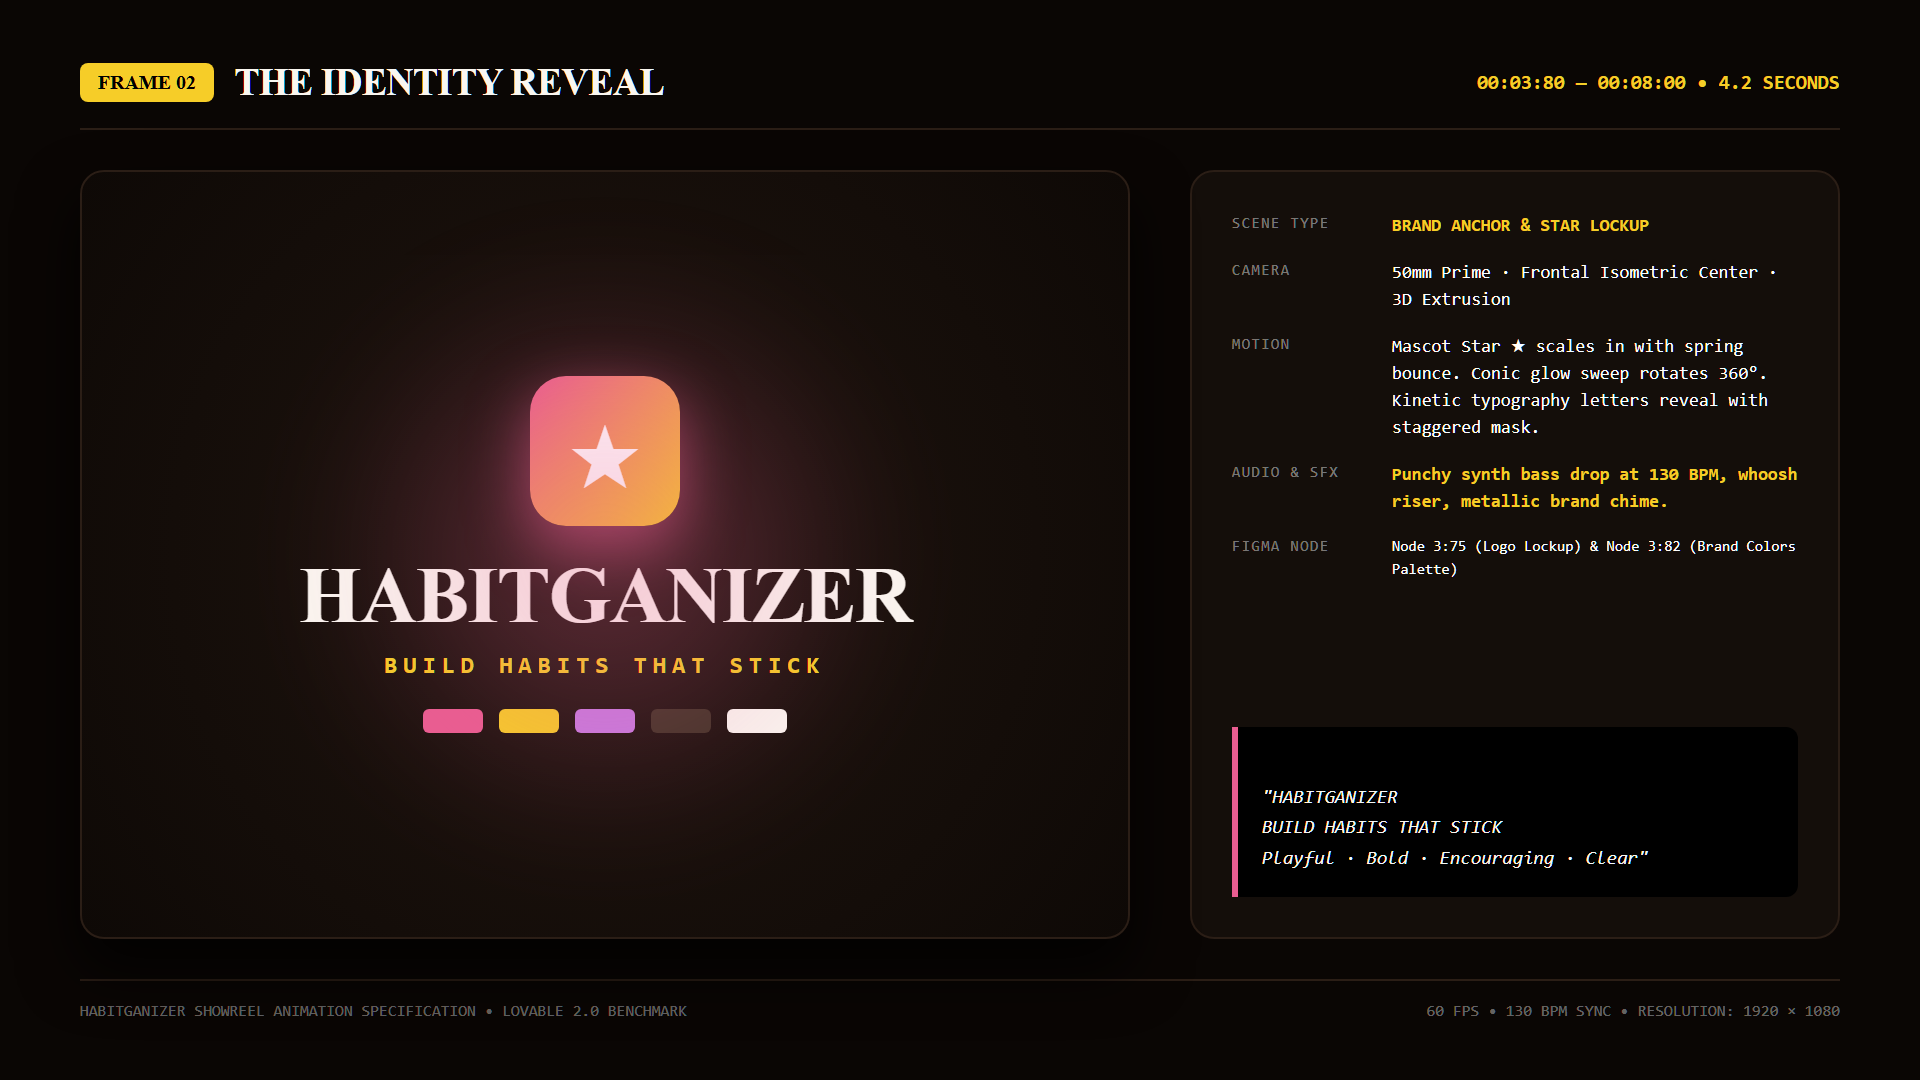 FRAME 02
THE IDENTITY REVEAL
00:03:80 — 00:08:00 • 4.2 SECONDS
HABITGANIZER
BUILD HABITS THAT STICK
SCENE TYPE
BRAND ANCHOR & STAR LOCKUP
CAMERA
50mm Prime · Frontal Isometric Center ·
3D Extrusion
MOTION
Mascot Star ★ scales in with spring
bounce. Conic glow sweep rotates 360°.
Kinetic typography letters reveal with
staggered mask.
AUDIO & SFX
Punchy synth bass drop at 130 BPM, whoosh
riser, metallic brand chime.
FIGMA NODE
Node 3:75 (Logo Lockup) & Node 3:82 (Brand Colors
Palette)
"HABITGANIZER
BUILD HABITS THAT STICK
Playful · Bold · Encouraging · Clear"
HABITGANIZER SHOWREEL ANIMATION SPECIFICATION • LOVABLE 2.0 BENCHMARK
60 FPS • 130 BPM SYNC • RESOLUTION: 1920 × 1080